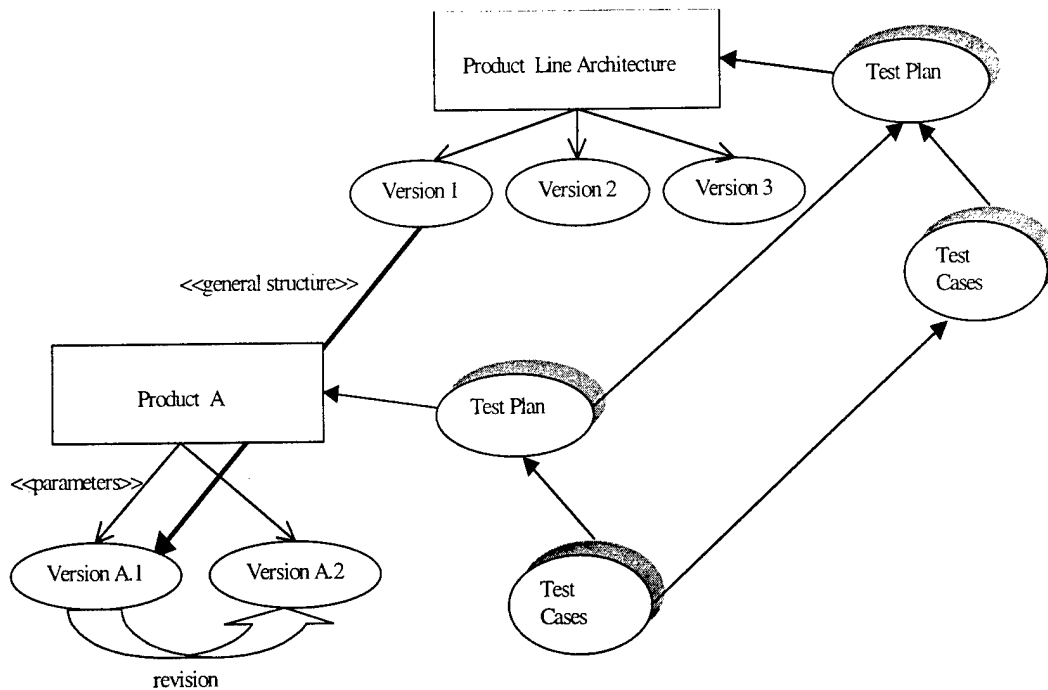 Product Line Architecture
Test Plan
Version 1
Version 2
Version 3
Test
Cases
<<general structure>>
Product A
Test Plan
<<parameters>>
Version A.1
Version A.2
Test
Cases
revision